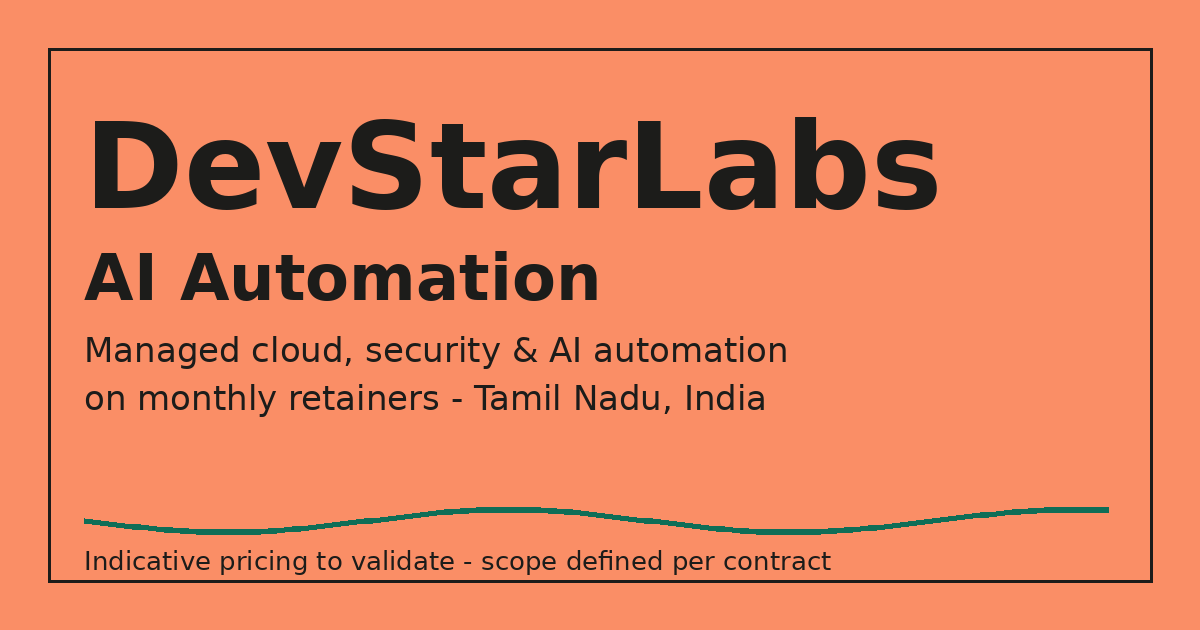 DevStarLabs
AI Automation
Managed cloud, security & AI automation
on monthly retainers - Tamil Nadu, India
Indicative pricing to validate - scope defined per contract